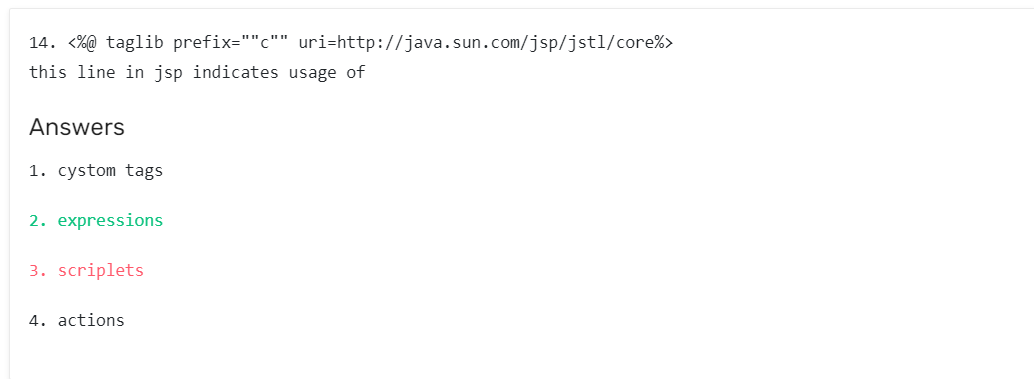 14. <%@ taglib prefix=""c"" uri=http://java.sun.com/jsp/jstl/core%>
this line in jsp indicates usage of
Answers
1. cystom tags
2. expressions
3. scriplets
4. actions